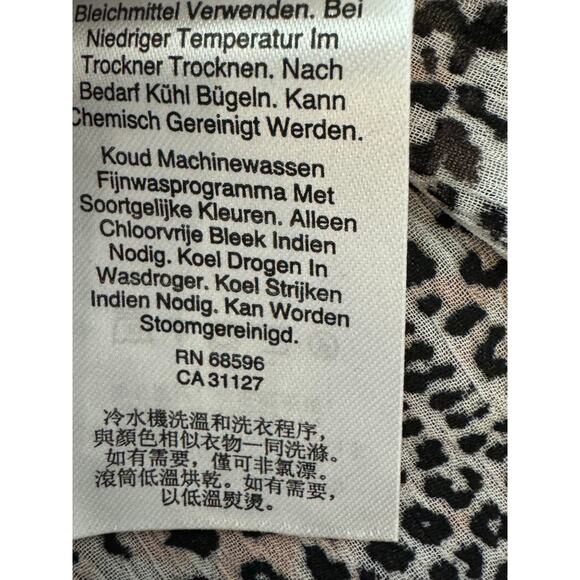 Bleichmittel Verwenden. Bei
Niedriger Temperatur Im
Trockner Trocknen. Nach
Bedarf Kühl Bügeln. Kann
Chemisch Gereinigt Werden.
Koud Machinewassen
Fijnwasprogramma Met
Soortgelijke Kleuren. Alleen
Chloorvrije Bleek Indien
Nodig. Koel Drogen In
Wasdroger. Koel Strijken
Indien Nodig. Kan Worden
Stoomgereinigd.
RN 68596
CA 31127
冷水機洗溫和洗衣程序,
與顏色相似衣物一同洗滌.
如有需要, 僅可非氯漂.
滾筒低溫烘乾. 如有需要,
以低溫熨燙.